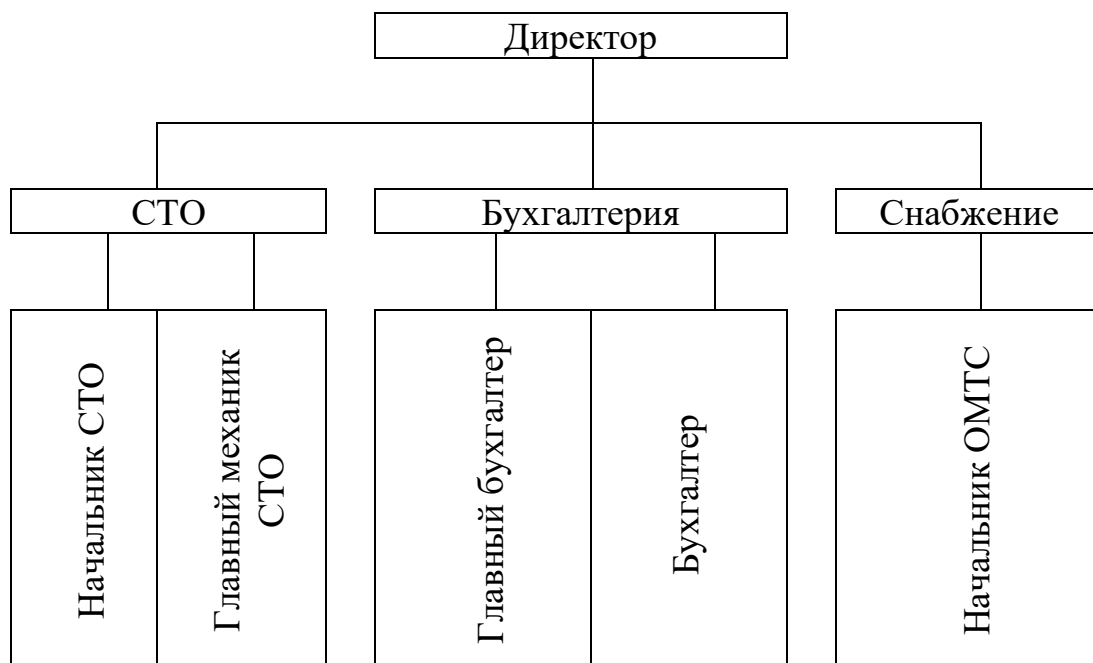 Директор
СТО
Бухгалтерия
Снабжение
Начальник СТО
Главный механик
СТО
Главный бухгалтер
Бухгалтер
Начальник ОМТС